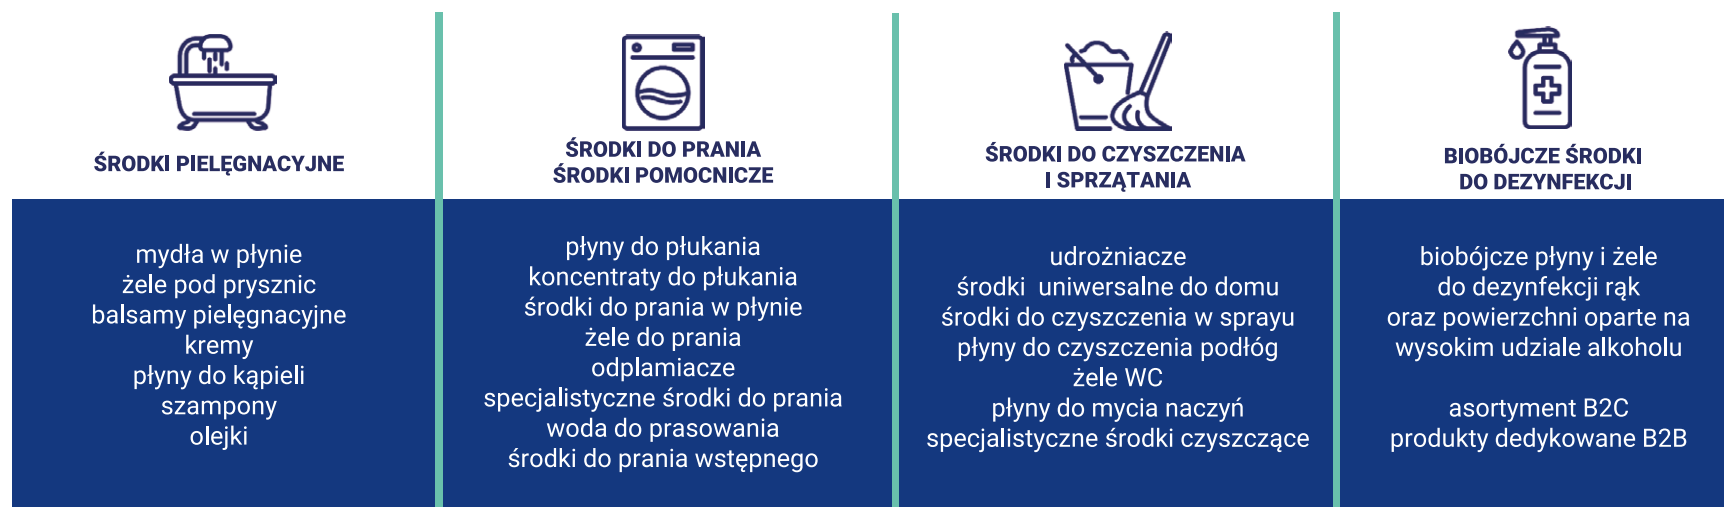 ŚRODKI PIELĘGNACYJNE
mydła w płynie
żele pod prysznic
balsamy pielęgnacyjne
kremy
płyny do kąpieli
szampony
olejki
ŚRODKI DO PRANIA
ŚRODKI POMOCNICZE
płyny do płukania
koncentraty do płukania
środki do prania w płynie
żele do prania
odplamiacze
specjalistyczne środki do prania
woda do prasowania
środki do prania wstępnego
ŚRODKI DO CZYSZCZENIA
I SPRZĄTANIA
udrożniacze
środki  uniwersalne do domu
środki do czyszczenia w sprayu
płyny do czyszczenia podłóg
żele WC
płyny do mycia naczyń
specjalistyczne środki czyszczące
BIOBÓJCZE ŚRODKI
DO DEZYNFEKCJI
biobójcze płyny i żele
do dezynfekcji rąk
oraz powierzchni oparte na
wysokim udziale alkoholu
asortyment B2C
produkty dedykowane B2B